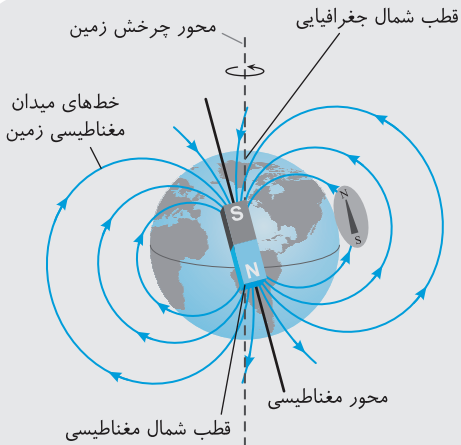 قطب شمال جغرافیایی
محور چرخش زمین
خط‌های میدان
مغناطیسی زمین
N
S
S
N
محور مغناطیسی
قطب شمال مغناطیسی